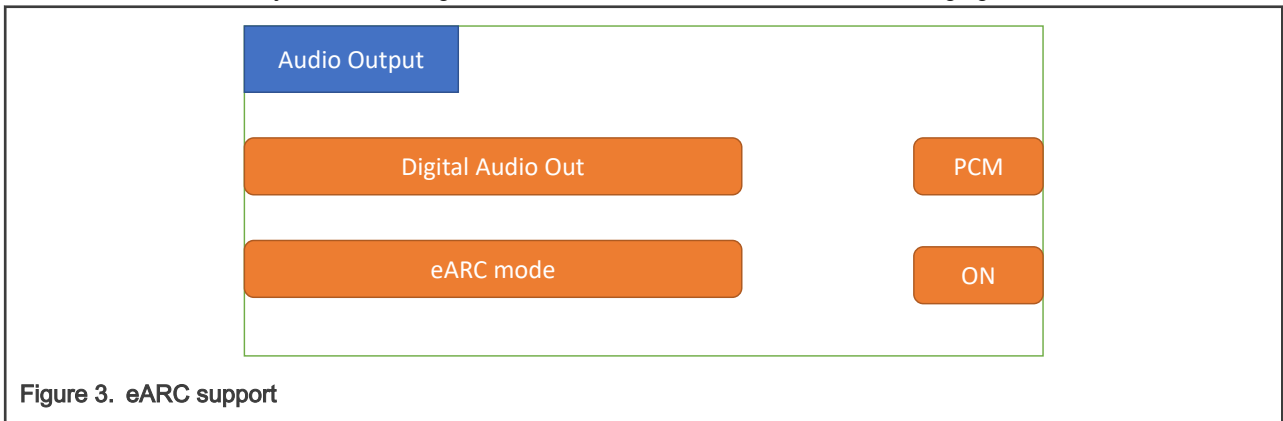 Audio Output
Digital Audio Out PCM
eARC mode ON
Figure 3. eARC support